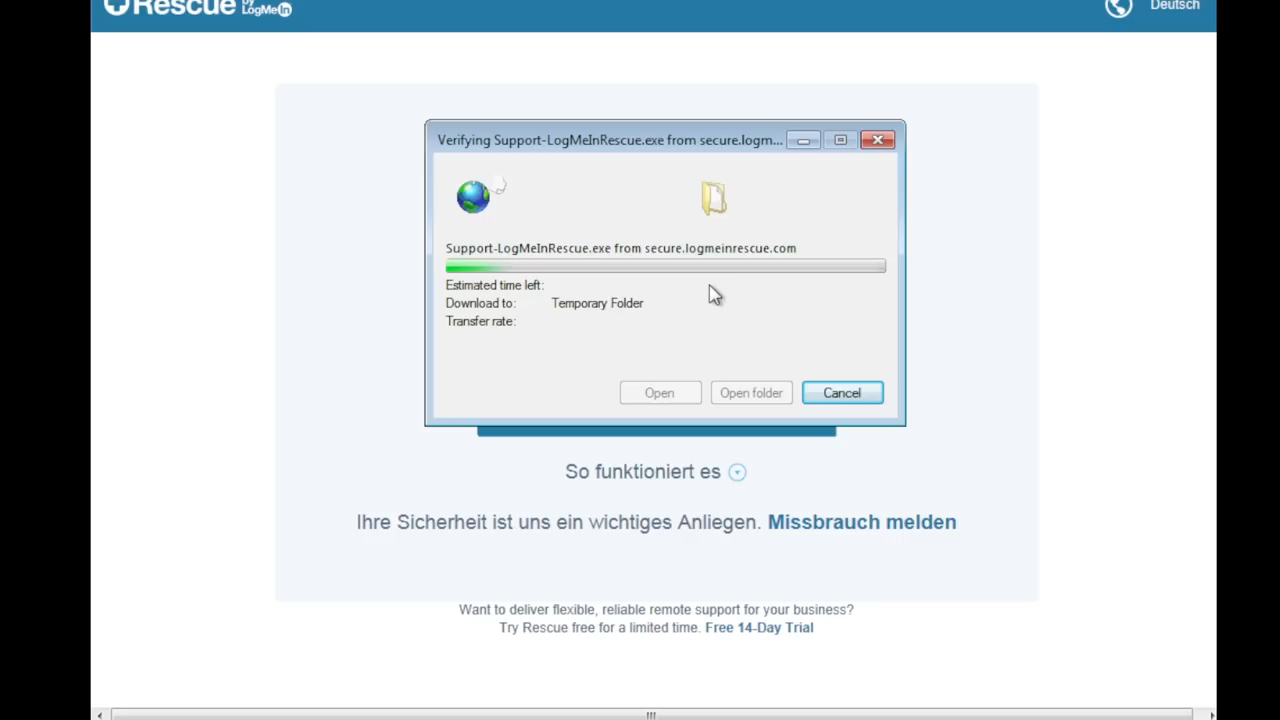 Rescue by LogMeIn
Deutsch
Verifying Support-LogMeInRescue.exe from secure.logm...
Support-LogMeInRescue.exe from secure.logmeinrescue.com
Estimated time left:
Download to: Temporary Folder
Transfer rate:
Open Open folder Cancel
So funktioniert es
Ihre Sicherheit ist uns ein wichtiges Anliegen. Missbrauch melden
Want to deliver flexible, reliable remote support for your business?
Try Rescue free for a limited time. Free 14-Day Trial